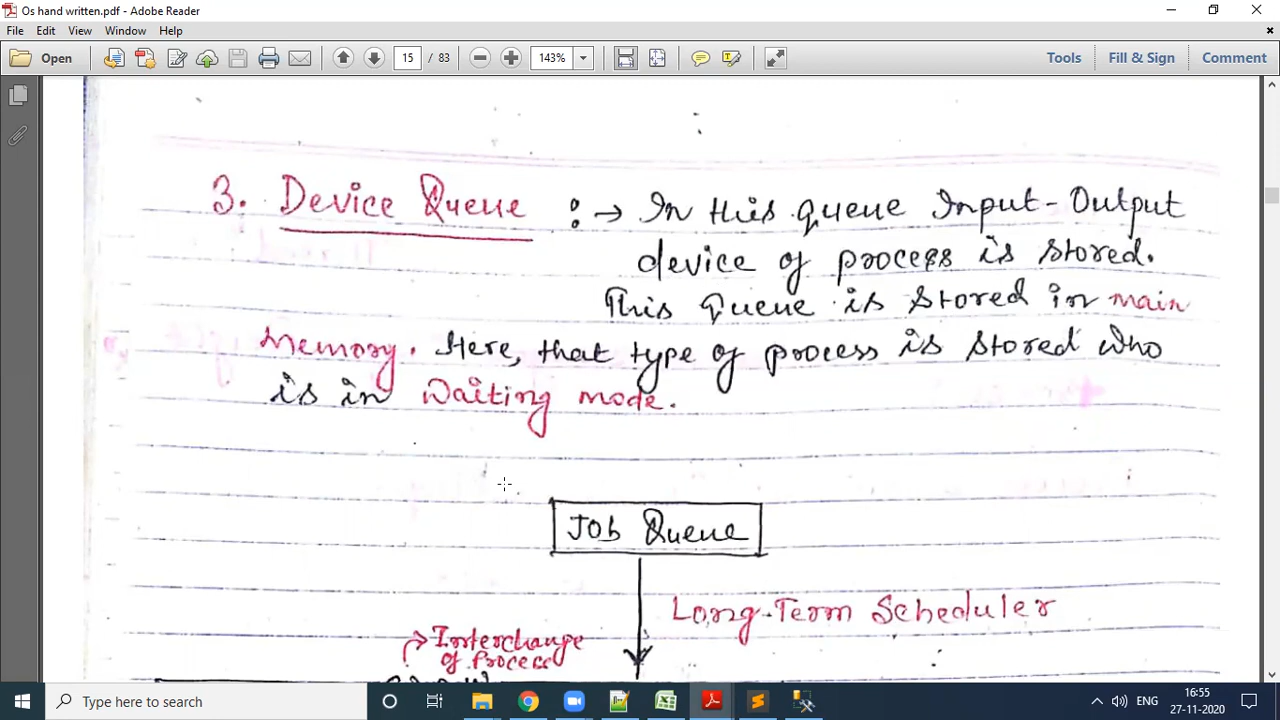 Os hand written.pdf - Adobe Reader
File Edit View Window Help
Open 15 / 83 143% Tools Fill & Sign Comment
3. Device Queue :→ In this queue Input-Output
device of process is stored.
This Queue is stored in main
Memory. Here, that type of process is stored who
is in waiting mode.
Job Queue
Long-Term Scheduler
Interchange
of Process
Type here to search
ENG
16:55
27-11-2020